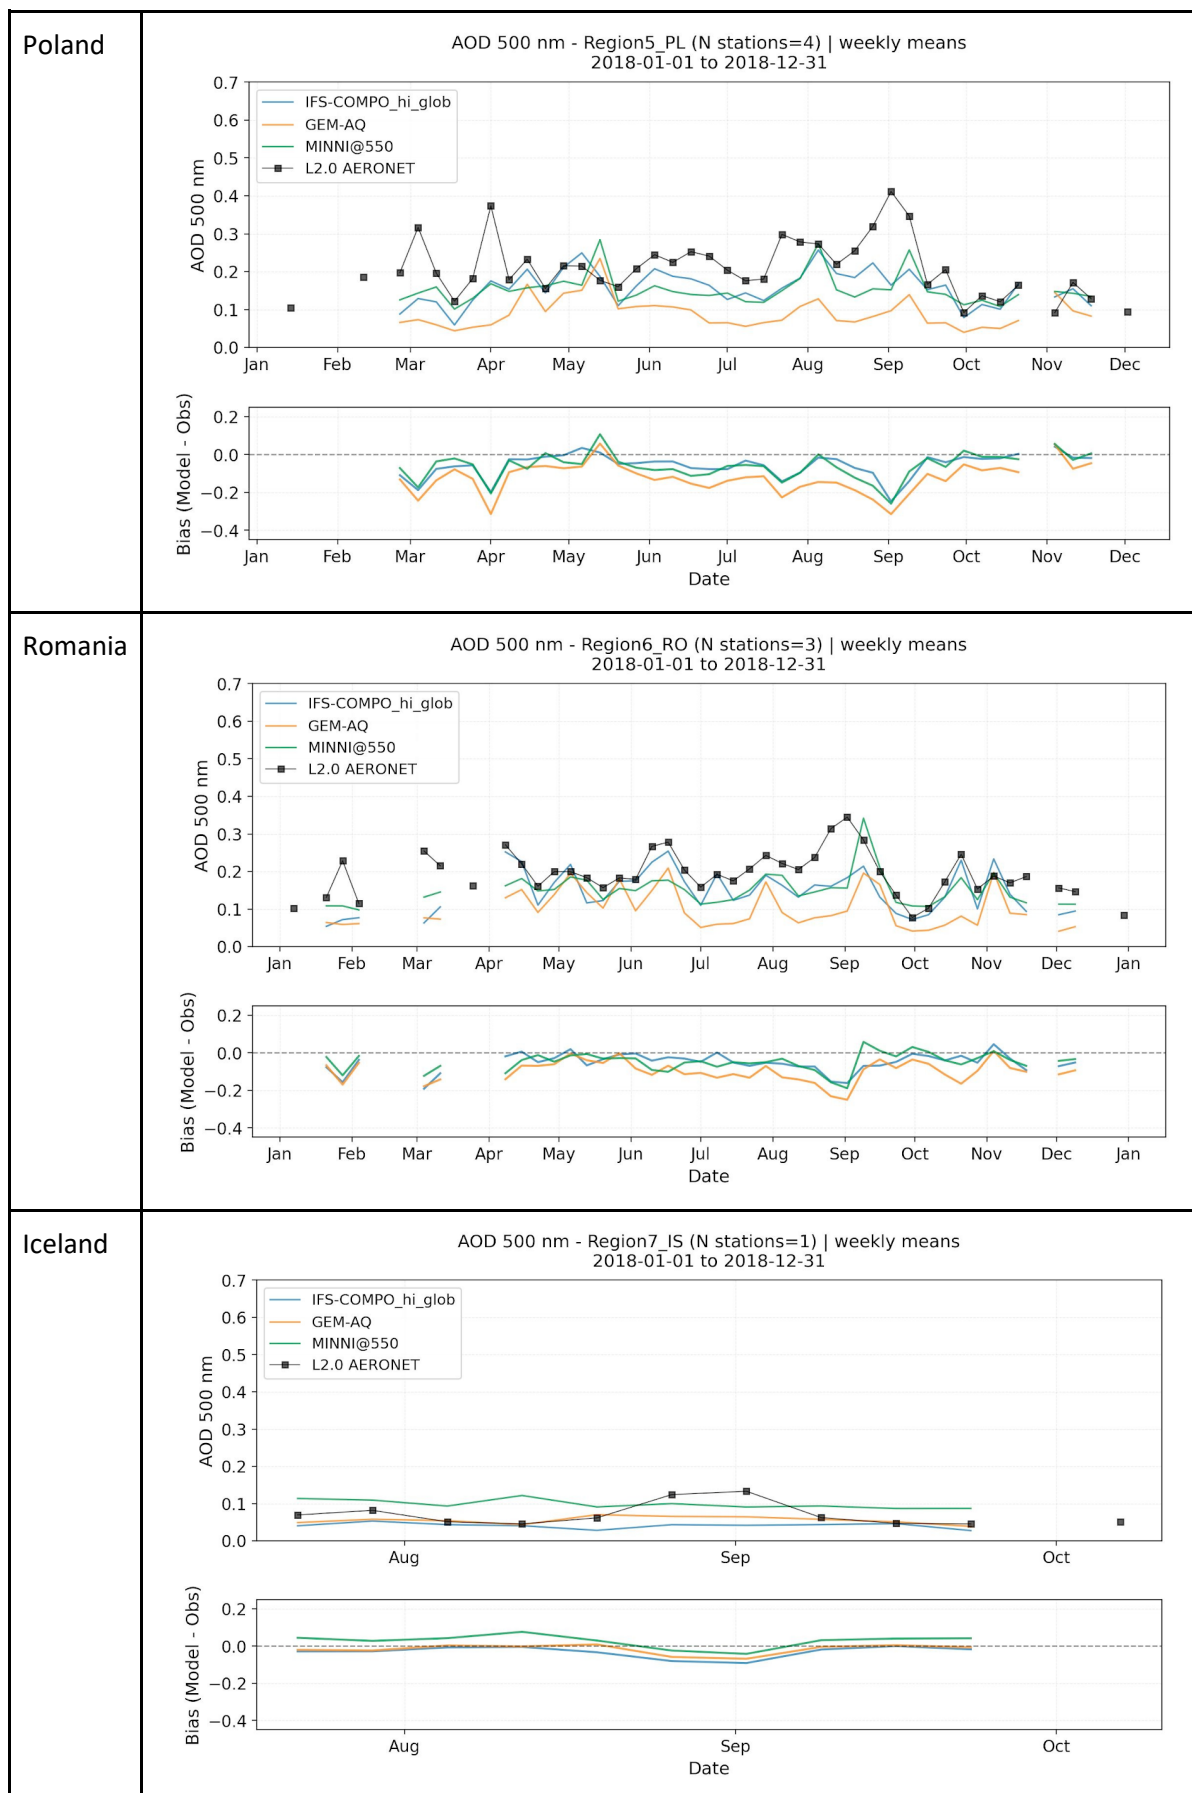 Poland
AOD 500 nm - Region5_PL (N stations=4) | weekly means
2018-01-01 to 2018-12-31
IFS-COMPO_hi_glob
GEM-AQ
MINNI@550
L2.0 AERONET
AOD 500 nm
0.7
0.6
0.5
0.4
0.3
0.2
0.1
0.0
Jan Feb Mar Apr May Jun Jul Aug Sep Oct Nov Dec
Bias (Model - Obs)
0.2
0.0
−0.2
−0.4
Jan Feb Mar Apr May Jun Jul Aug Sep Oct Nov Dec
Date
Romania
AOD 500 nm - Region6_RO (N stations=3) | weekly means
2018-01-01 to 2018-12-31
IFS-COMPO_hi_glob
GEM-AQ
MINNI@550
L2.0 AERONET
AOD 500 nm
0.7
0.6
0.5
0.4
0.3
0.2
0.1
0.0
Jan Feb Mar Apr May Jun Jul Aug Sep Oct Nov Dec Jan
Bias (Model - Obs)
0.2
0.0
−0.2
−0.4
Jan Feb Mar Apr May Jun Jul Aug Sep Oct Nov Dec Jan
Date
Iceland
AOD 500 nm - Region7_IS (N stations=1) | weekly means
2018-01-01 to 2018-12-31
IFS-COMPO_hi_glob
GEM-AQ
MINNI@550
L2.0 AERONET
AOD 500 nm
0.7
0.6
0.5
0.4
0.3
0.2
0.1
0.0
Aug Sep Oct
Bias (Model - Obs)
0.2
0.0
−0.2
−0.4
Aug Sep Oct
Date